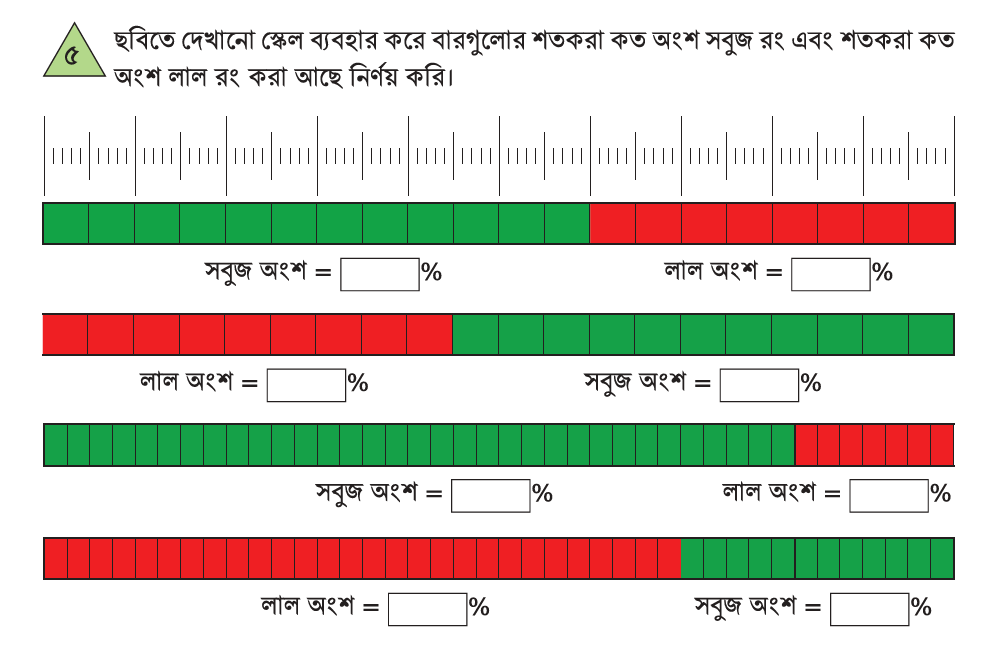 ৫
ছবিতে দেখানো স্কেল ব্যবহার করে বারগুলোর শতকরা কত অংশ সবুজ রং এবং শতকরা কত
অংশ লাল রং করা আছে নির্ণয় করি।
সবুজ অংশ = % লাল অংশ = %
লাল অংশ = % সবুজ অংশ = %
সবুজ অংশ = % লাল অংশ = %
লাল অংশ = % সবুজ অংশ = %